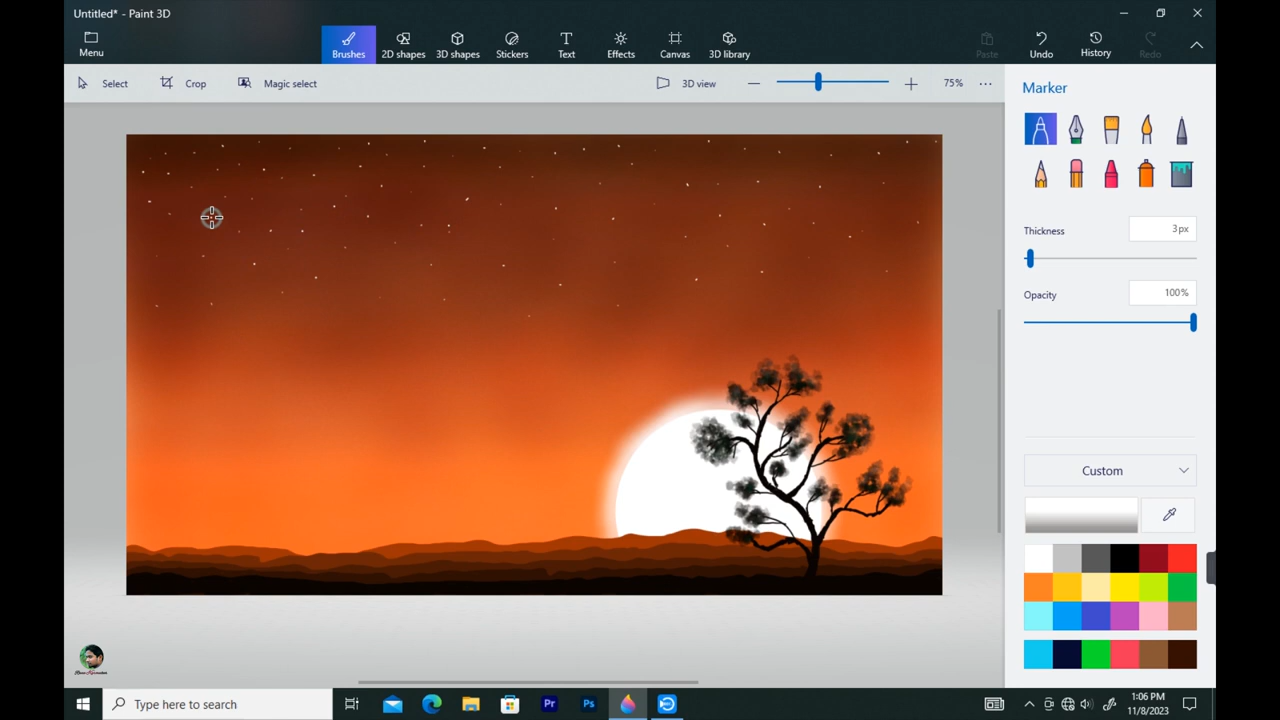 Untitled* - Paint 3D
Menu
Brushes
2D shapes
3D shapes
Stickers
Text
Effects
Canvas
3D library
Paste
Undo
History
Redo
Select
Crop
Magic select
3D view
75%
Marker
Thickness
3px
Opacity
100%
Custom
Type here to search
Pr
Ps
1:06 PM
11/8/2023